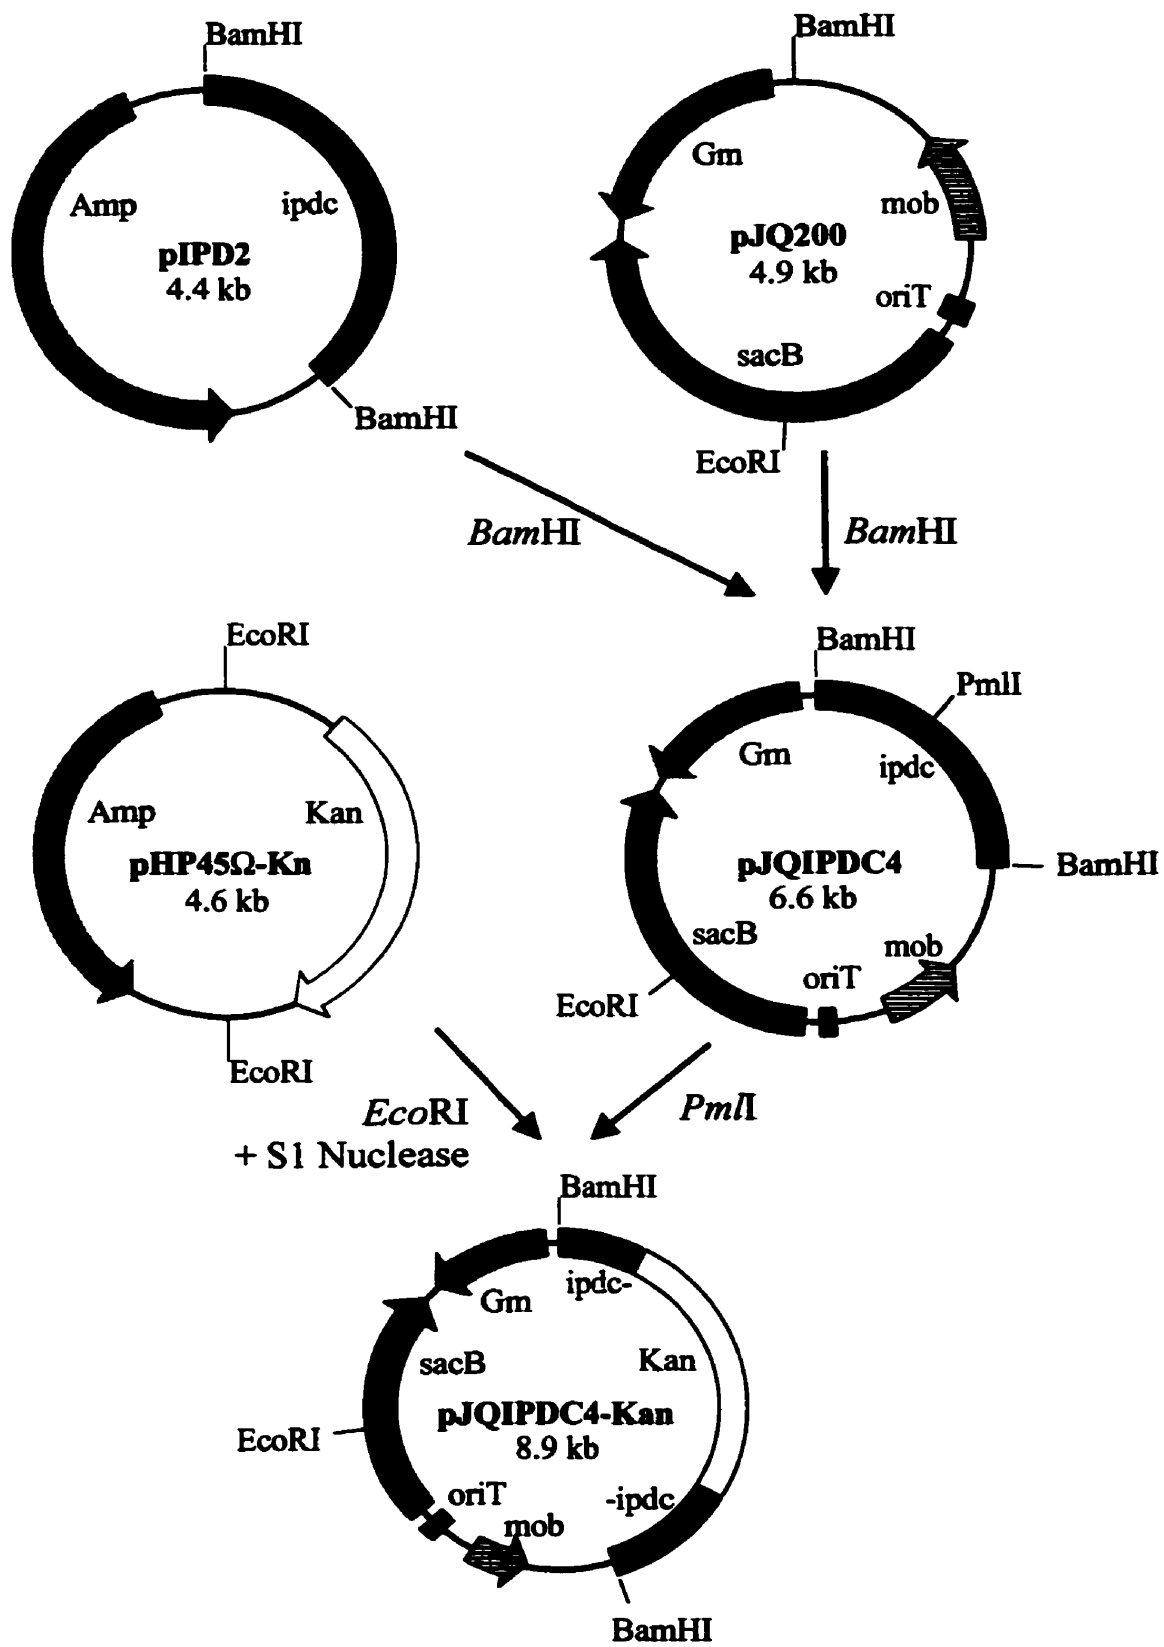 BamHI
Amp
ipdc
pIPD2
4.4 kb
BamHI
BamHI
Gm
mob
pJQ200
4.9 kb
oriT
sacB
EcoRI
BamHI
BamHI
EcoRI
Amp
Kan
pHP45Ω-Kn
4.6 kb
EcoRI
BamHI
PmlI
Gm
ipdc
pJQIPDC4
6.6 kb
BamHI
sacB
mob
oriT
EcoRI
EcoRI
+ S1 Nuclease
PmlI
BamHI
ipdc-
Gm
sacB
Kan
pJQIPDC4-Kan
8.9 kb
EcoRI
oriT
-ipdc
mob
BamHI